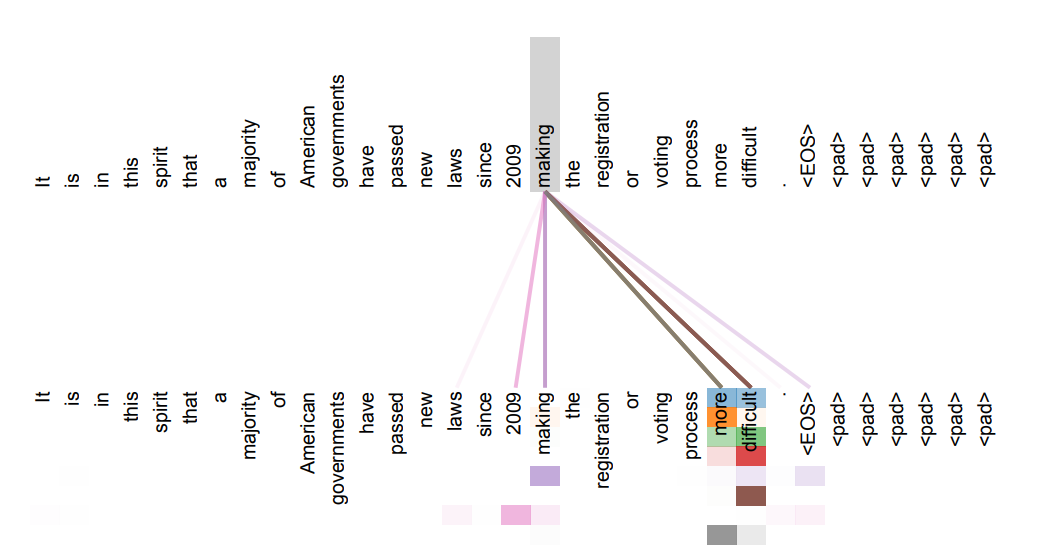 It is in this spirit that a majority of American governments have passed new laws since 2009 making the registration or voting process more difficult . <EOS> <pad> <pad> <pad> <pad> <pad> <pad>
It is in this spirit that a majority of American governments have passed new laws since 2009 making the registration or voting process more difficult . <EOS> <pad> <pad> <pad> <pad> <pad> <pad>